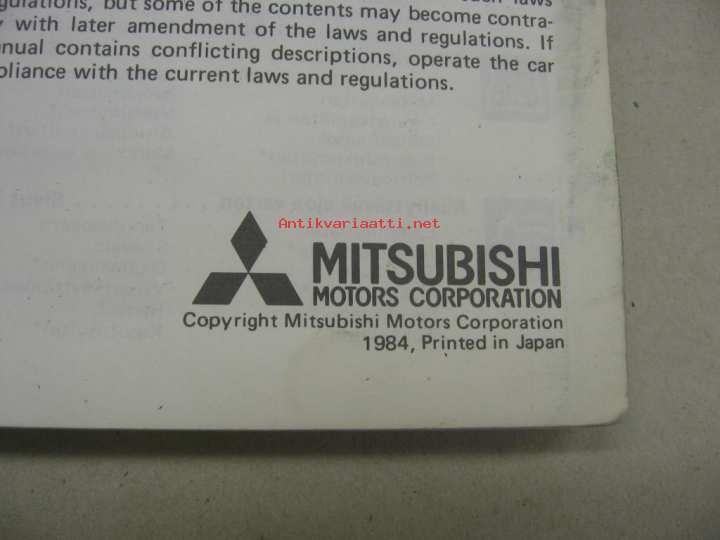 gulations, but some of the contents may become contra-
y with later amendment of the laws and regulations. If
nual contains conflicting descriptions, operate the car
pliance with the current laws and regulations.
Antikvariaatti.net
MITSUBISHI
MOTORS CORPORATION
Copyright Mitsubishi Motors Corporation
1984, Printed in Japan